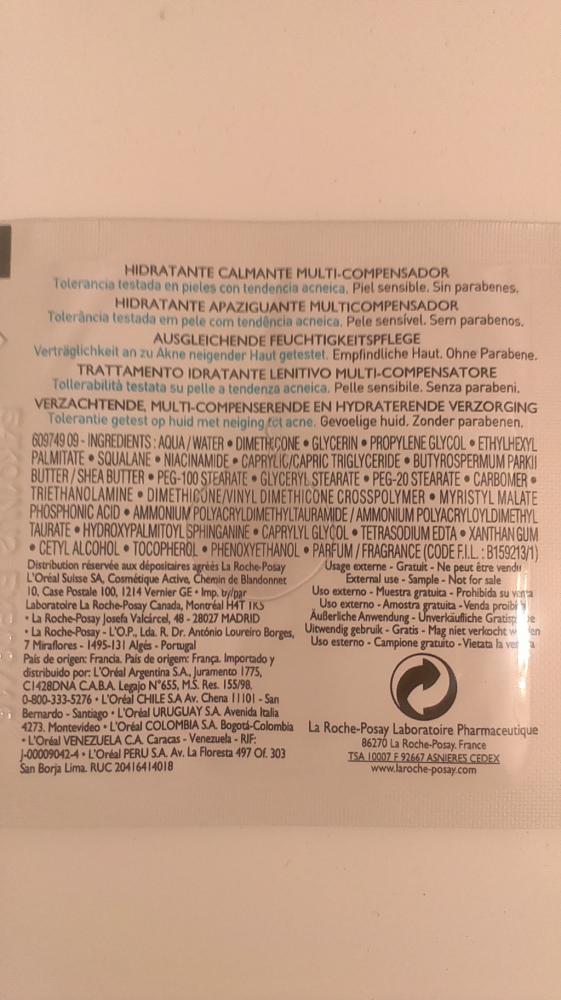 HIDRATANTE CALMANTE MULTI-COMPENSADOR
Tolerancia testada en pieles con tendencia acneica. Piel sensible. Sin parabenes.
HIDRATANTE APAZIGUANTE MULTICOMPENSADOR
Tolerância testada em pele com tendência acneica. Pele sensível. Sem parabenos.
AUSGLEICHENDE FEUCHTIGKEITSPFLEGE
Verträglichkeit an zu Akne neigender Haut getestet. Empfindliche Haut. Ohne Parabene.
TRATTAMENTO IDRATANTE LENITIVO MULTI-COMPENSATORE
Tollerabilità testata su pelle a tendenza acneica. Pelle sensibile. Senza parabeni.
VERZACHTENDE, MULTI-COMPENSERENDE EN HYDRATERENDE VERZORGING
Tolerantie getest op huid met neiging tot acne. Gevoelige huid. Zonder parabenen.
609749 09 - INGREDIENTS : AQUA / WATER • DIMETHICONE • GLYCERIN • PROPYLENE GLYCOL • ETHYLHEXYL
PALMITATE • SQUALANE • NIACINAMIDE • CAPRYLIC/CAPRIC TRIGLYCERIDE • BUTYROSPERMUM PARKII
BUTTER / SHEA BUTTER • PEG-100 STEARATE • GLYCERYL STEARATE • PEG-20 STEARATE • CARBOMER •
TRIETHANOLAMINE • DIMETHICONE/VINYL DIMETHICONE CROSSPOLYMER • MYRISTYL MALATE
PHOSPHONIC ACID • AMMONIUM POLYACRYLDIMETHYLTAURAMIDE / AMMONIUM POLYACRYLOYLDIMETHYL
TAURATE • HYDROXYPALMITOYL SPHINGANINE • CAPRYLYL GLYCOL • TETRASODIUM EDTA • XANTHAN GUM
• CETYL ALCOHOL • TOCOPHEROL • PHENOXYETHANOL • PARFUM / FRAGRANCE (CODE F.I.L. : B159213/1)
Distribution réservée aux dépositaires agréés La Roche-Posay
L'Oréal Suisse SA, Cosmétique Active, Chemin de Blandonnet
10, Case Postale 100, 1214 Vernier GE • Imp. by/par
Laboratoire La Roche-Posay Canada, Montréal H4T 1K5
• La Roche-Posay Josefa Valcárcel, 48 - 28027 MADRID
• La Roche-Posay - L'O.P., Lda. R. Dr. António Loureiro Borges,
7 Miraflores - 1495-131 Algés - Portugal
País de origen: Francia. País de origem: França. Importado y
distribuido por: L'Oréal Argentina S.A., Juramento 1775,
C1428DNA C.A.B.A. Legajo N°655, M.S. Res. 155/98.
0-800-333-5276 • L'Oréal CHILE S.A Av. Chena 11101 - San
Bernardo - Santiago • L'Oréal URUGUAY S.A. Avenida Italia
4273. Montevideo • L'Oréal COLOMBIA S.A. Bogotá-Colombia
• L'Oréal VENEZUELA C.A. Caracas - Venezuela - RIF:
J-00009042-4 • L'Oréal PERU S.A. Av. La Floresta 497 Of. 303
San Borja Lima. RUC 20416414018
Usage externe - Gratuit - Ne peut être vendu
External use - Sample - Not for sale
Uso externo - Muestra gratuita - Prohibida su venta
Uso externo - Amostra gratuita - Venda proibida
Äußerliche Anwendung - Unverkäufliche
Uitwendig gebruik - Gratis - Mag niet verkocht
Uso esterno - Campione gratuito - Vietata la
La Roche-Posay Laboratoire Pharmaceutique
86270 La Roche-Posay. France
TSA 10007 F 92667 ASNIERES CEDEX
www.laroche-posay.com